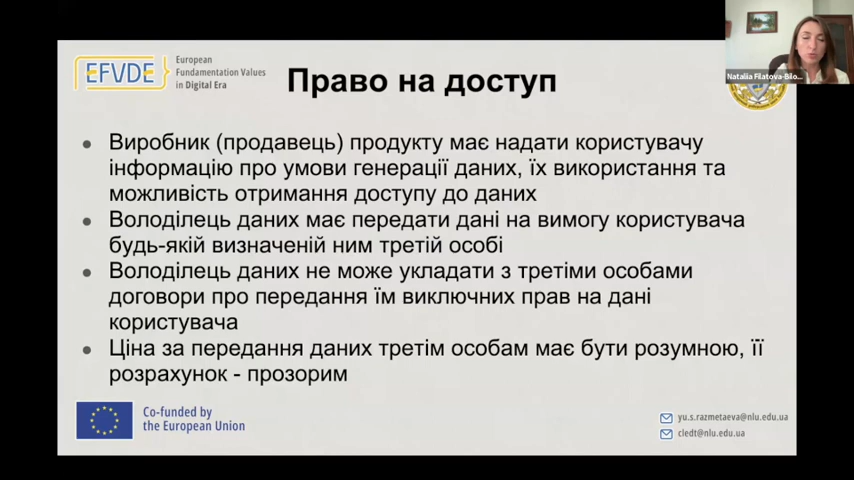 EFVDE
European
Fundamentation Values
in Digital Era
Право на доступ
Nataliia Filatova-Bilo...
Виробник (продавець) продукту має надати користувачу
інформацію про умови генерації даних, їх використання та
можливість отримання доступу до даних
Володілець даних має передати дані на вимогу користувача
будь-якій визначеній ним третій особі
Володілець даних не може укладати з третіми особами
договори про передання їм виключних прав на дані
користувача
Ціна за передання даних третім особам має бути розумною, її
розрахунок - прозорим
Co-funded by
the European Union
yu.s.razmetaeva@nlu.edu.ua
cledt@nlu.edu.ua